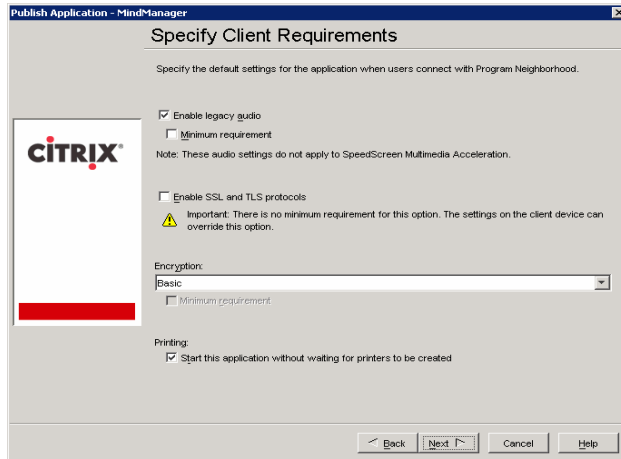 Publish Application - MindManager
Specify Client Requirements
Specify the default settings for the application when users connect with Program Neighborhood.
Enable legacy audio
Minimum requirement
Note: These audio settings do not apply to SpeedScreen Multimedia Acceleration.
CITRIX
Enable SSL and TLS protocols
Important: There is no minimum requirement for this option. The settings on the client device can
override this option.
Encryption:
Basic
Minimum requirement
Printing:
Start this application without waiting for printers to be created
< Back
Next >
Cancel
Help